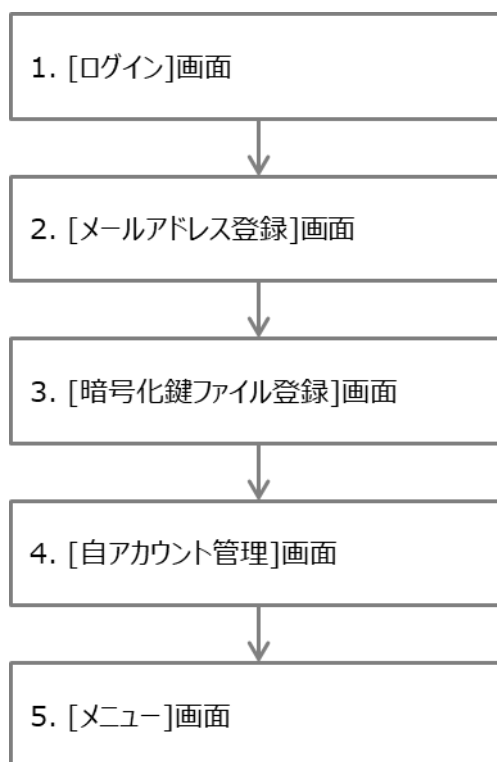 1. [ログイン]画面
2. [メールアドレス登録]画面
3. [暗号化鍵ファイル登録]画面
4. [自アカウント管理]画面
5. [メニュー]画面